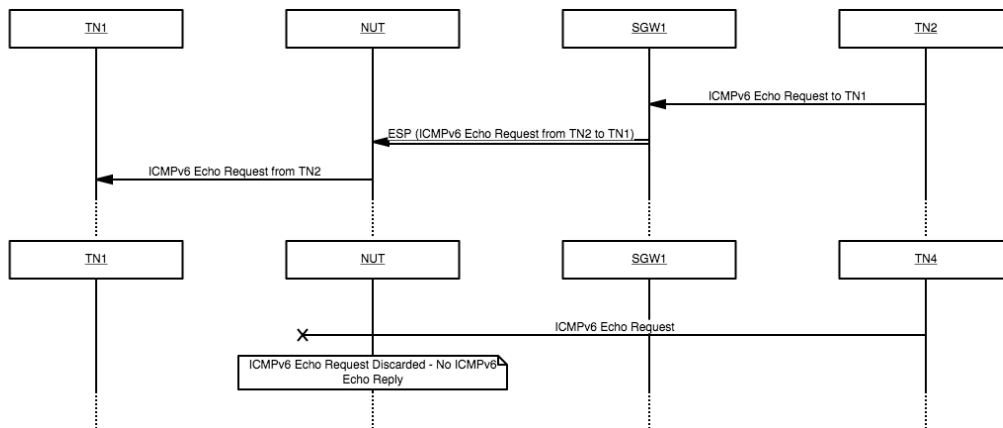 TN1
NUT
SGW1
TN2
ICMPv6 Echo Request to TN1
ESP (ICMPv6 Echo Request from TN2 to TN1)
ICMPv6 Echo Request from TN2
TN1
NUT
SGW1
TN4
ICMPv6 Echo Request
ICMPv6 Echo Request Discarded - No ICMPv6
Echo Reply